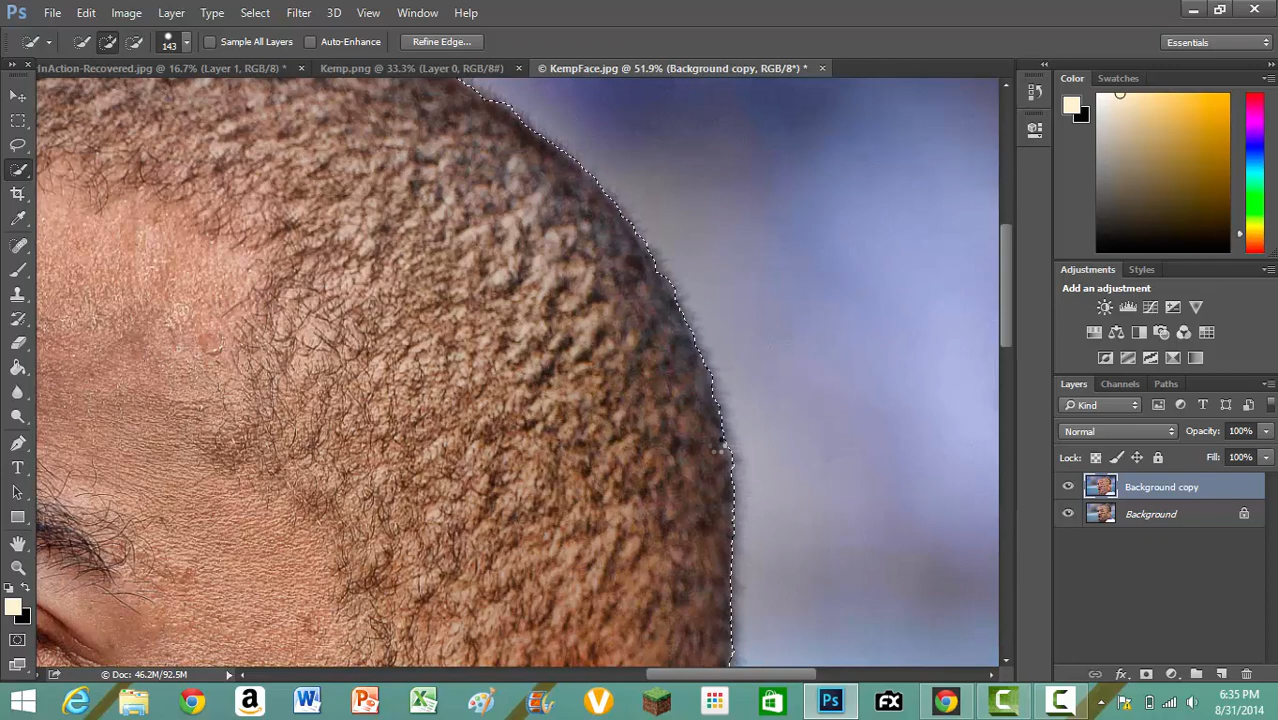 Ps File Edit Image Layer Type Select Filter 3D View Window Help
143 Sample All Layers Auto-Enhance Refine Edge... Essentials
InAction-Recovered.jpg @ 16.7% (Layer 1, RGB/8) * × Kemp.png @ 33.3% (Layer 0, RGB/8#) × © KempFace.jpg @ 51.9% (Background copy, RGB/8*) * ×
Color Swatches
Adjustments Styles
Add an adjustment
Layers Channels Paths
Kind
Normal Opacity: 100%
Lock: Fill: 100%
Background copy
Background
Doc: 46.2M/92.5M
6:35 PM
8/31/2014